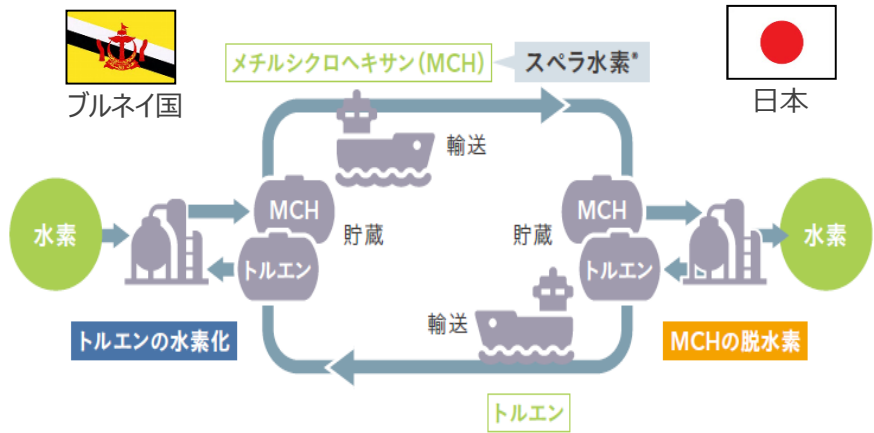 メチルシクロヘキサン(MCH)
スペラ水素*
ブルネイ国
日本
輸送
水素
MCH
貯蔵
トルエン
貯蔵
MCH
トルエン
水素
輸送
トルエンの水素化
MCHの脱水素
トルエン